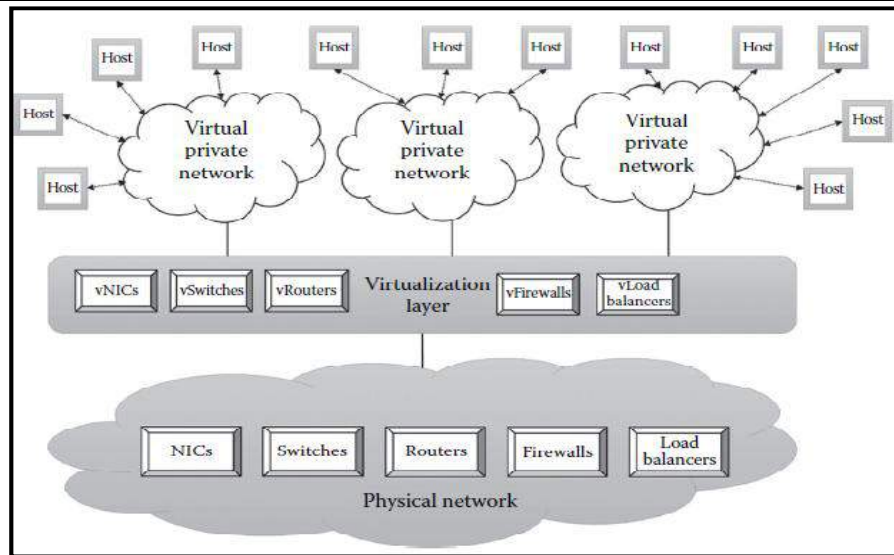 Host
Host
Host
Host
Host
Host
Host
Host
Host
Host
Host
Host
Host
Virtual
private
network
Virtual
private
network
Virtual
private
network
vNICs
vSwitches
vRouters
Virtualization
layer
vFirewalls
vLoad
balancers
NICs
Switches
Routers
Firewalls
Load
balancers
Physical network